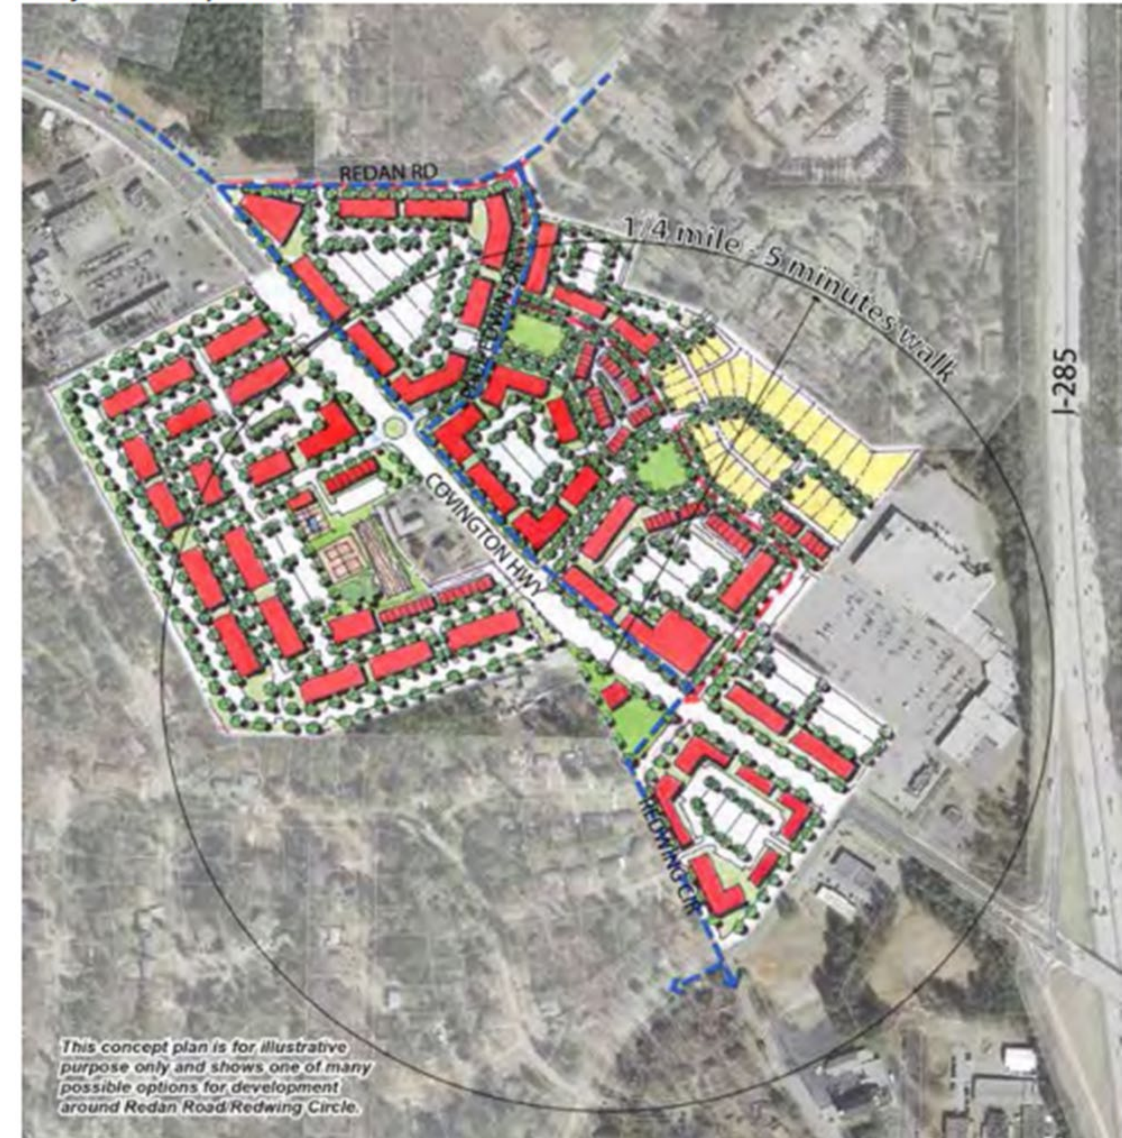 REDAN RD
1/4 mile - 5 minutes walk
I-285
COVINGTON HWY
REDWING CIR
This concept plan is for illustrative
purpose only and shows one of many
possible options for development
around Redan Road/Redwing Circle.